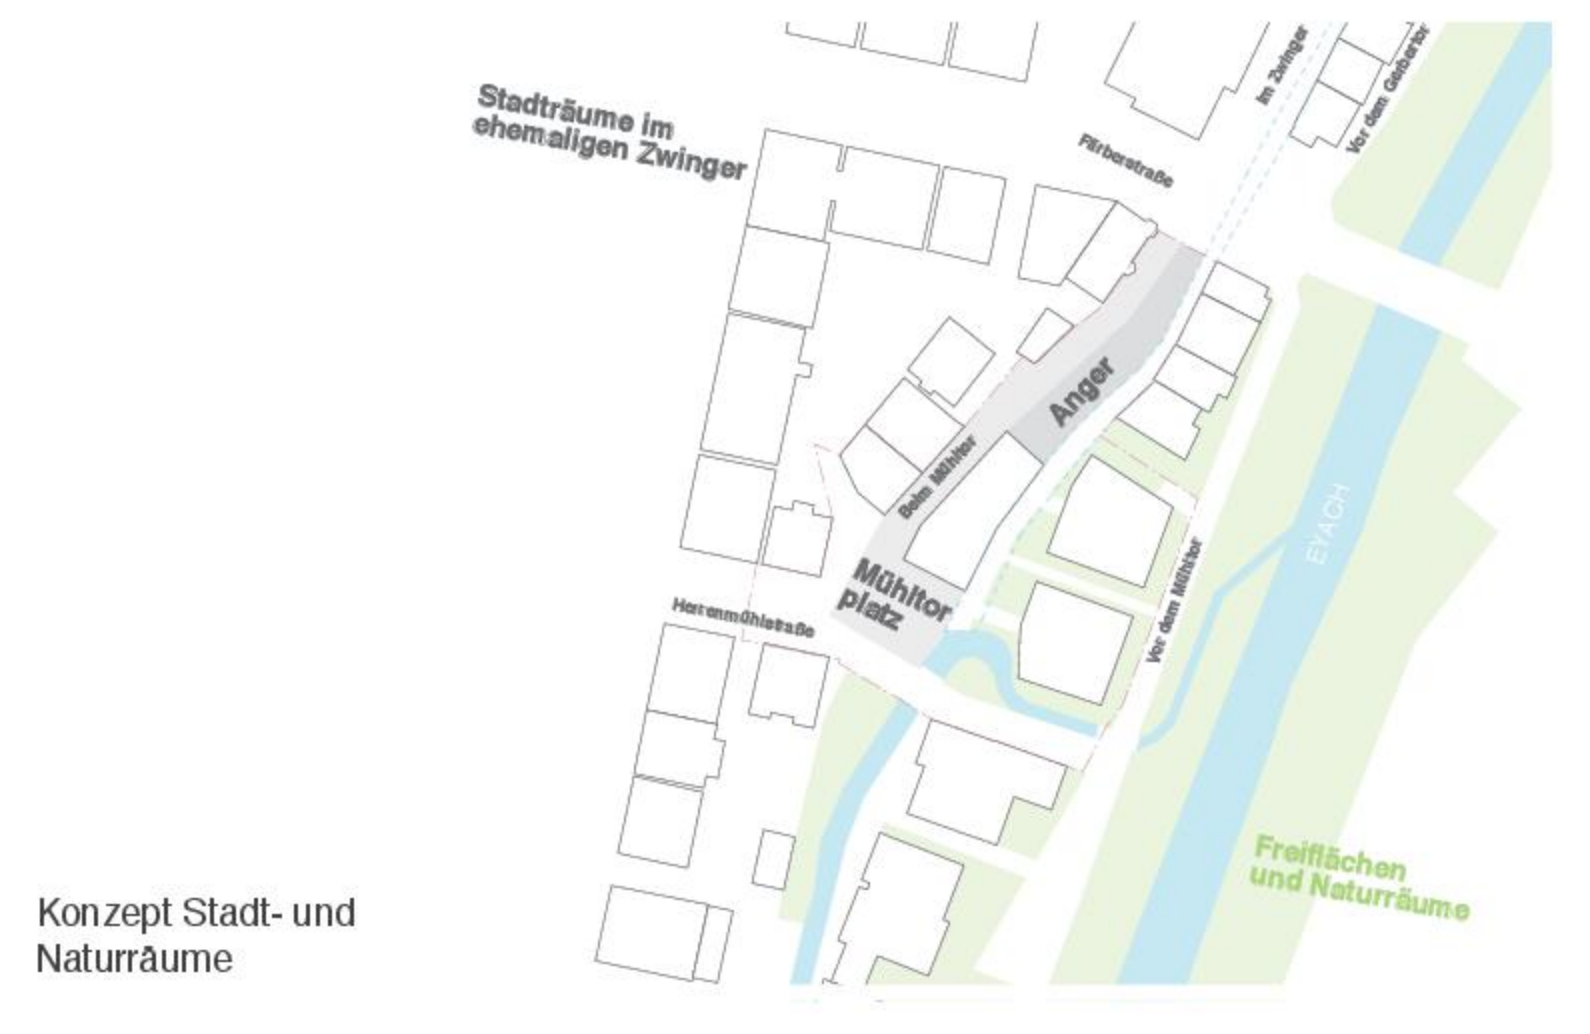 Stadträume im
ehemaligen Zwinger
Im Zwinger
Vor dem Gerbertor
Färberstraße
Anger
Beim Mühltor
EYACH
Mühltor
platz
Vor dem Mühltor
Herrenmühlstraße
Freiflächen
und Naturräume
Konzept Stadt- und
Naturräume